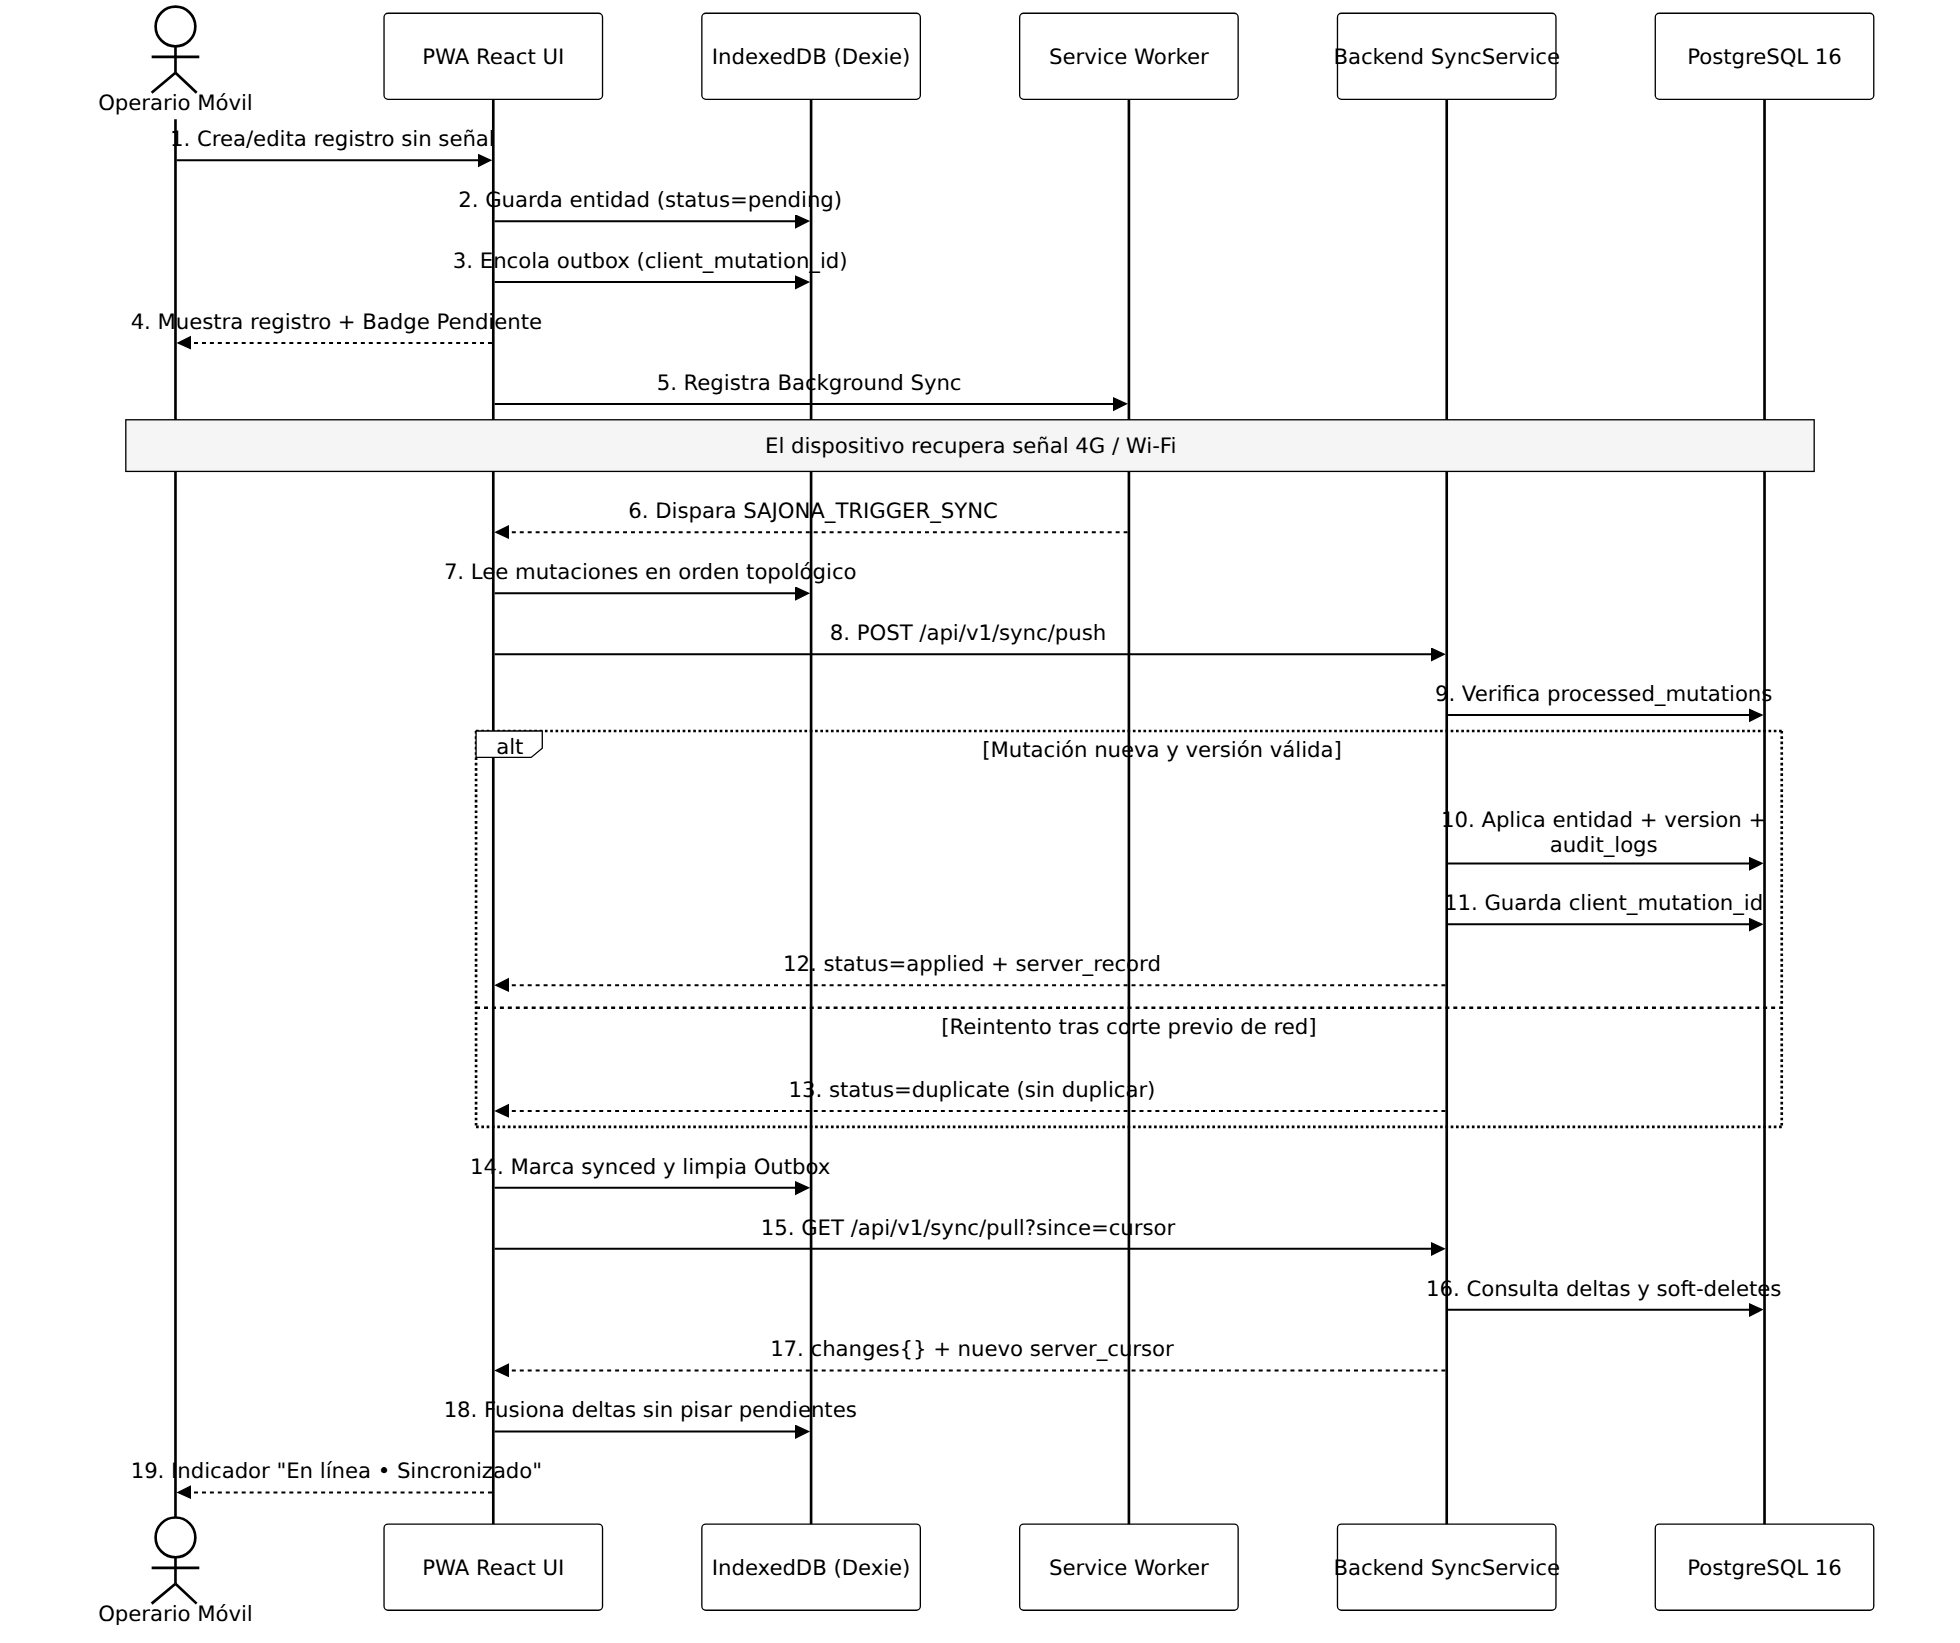 PWA React UI
IndexedDB (Dexie)
Service Worker
Backend SyncService
PostgreSQL 16
Operario Móvil
1. Crea/edita registro sin señal
2. Guarda entidad (status=pending)
3. Encola outbox (client_mutation_id)
4. Muestra registro + Badge Pendiente
5. Registra Background Sync
El dispositivo recupera señal 4G / Wi-Fi
6. Dispara SAJONA_TRIGGER_SYNC
7. Lee mutaciones en orden topológico
8. POST /api/v1/sync/push
9. Verifica processed_mutations
alt
[Mutación nueva y versión válida]
10. Aplica entidad + version +
audit_logs
11. Guarda client_mutation_id
12. status=applied + server_record
[Reintento tras corte previo de red]
13. status=duplicate (sin duplicar)
14. Marca synced y limpia Outbox
15. GET /api/v1/sync/pull?since=cursor
16. Consulta deltas y soft-deletes
17. changes{} + nuevo server_cursor
18. Fusiona deltas sin pisar pendientes
19. Indicador "En línea • Sincronizado"
PWA React UI
IndexedDB (Dexie)
Service Worker
Backend SyncService
PostgreSQL 16
Operario Móvil